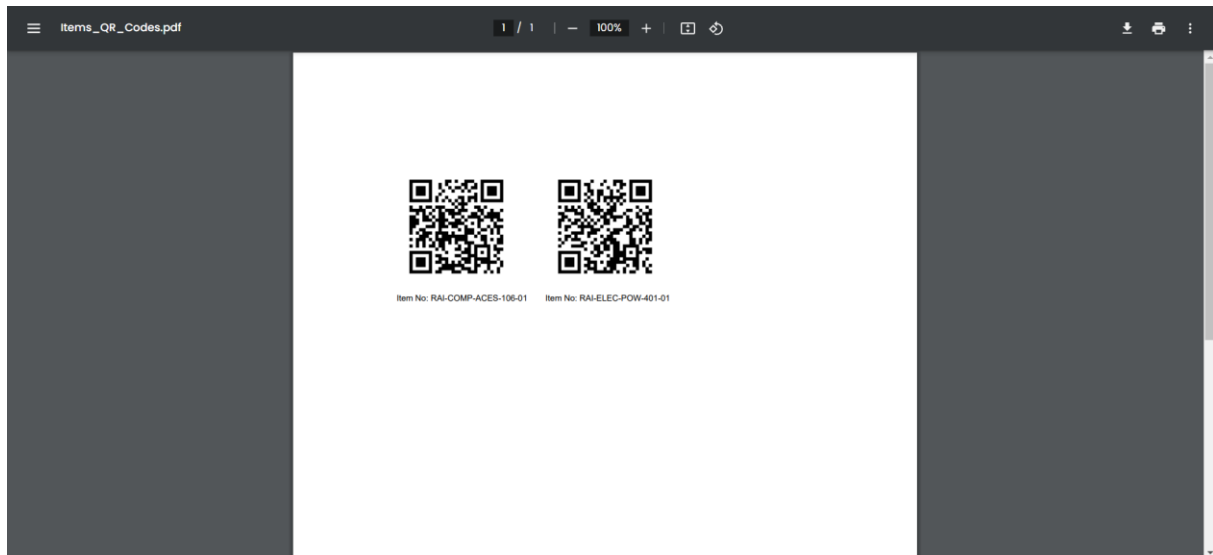 Items_QR_Codes.pdf
1 / 1
100%
Item No: RAI-COMP-ACES-106-01
Item No: RAI-ELEC-POW-401-01